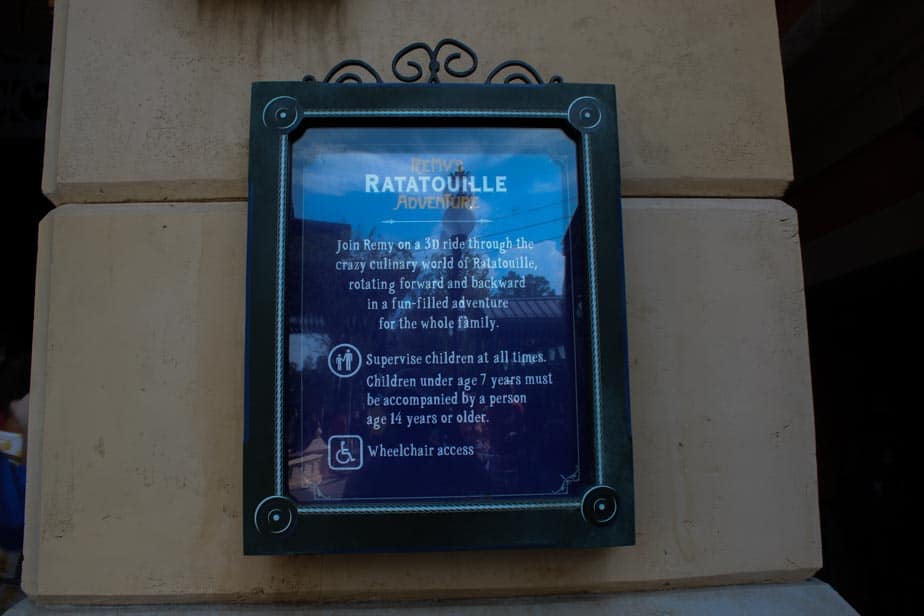 Remy's
Ratatouille
Adventure
Join Remy on a 3D ride through the
crazy culinary world of Ratatouille,
rotating forward and backward
in a fun-filled adventure
for the whole family.
Supervise children at all times.
Children under age 7 years must
be accompanied by a person
age 14 years or older.
Wheelchair access